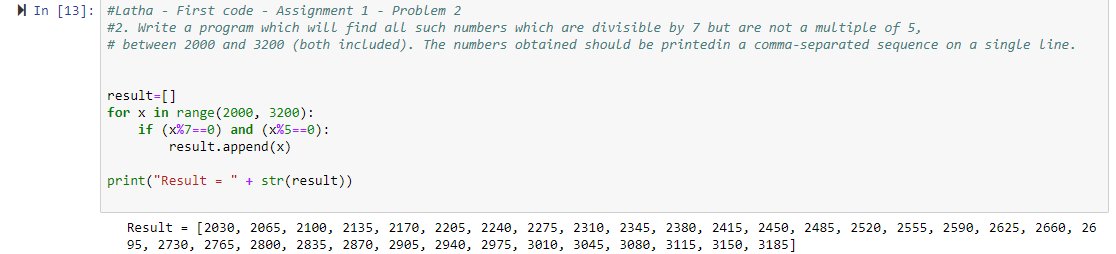 In [13]: #Latha - First code - Assignment 1 - Problem 2
#2. Write a program which will find all such numbers which are divisible by 7 but are not a multiple of 5,
# between 2000 and 3200 (both included). The numbers obtained should be printedin a comma-separated sequence on a single line.
result=[]
for x in range(2000, 3200):
    if (x%7==0) and (x%5==0):
        result.append(x)
print("Result = " + str(result))
Result = [2030, 2065, 2100, 2135, 2170, 2205, 2240, 2275, 2310, 2345, 2380, 2415, 2450, 2485, 2520, 2555, 2590, 2625, 2660, 26
95, 2730, 2765, 2800, 2835, 2870, 2905, 2940, 2975, 3010, 3045, 3080, 3115, 3150, 3185]